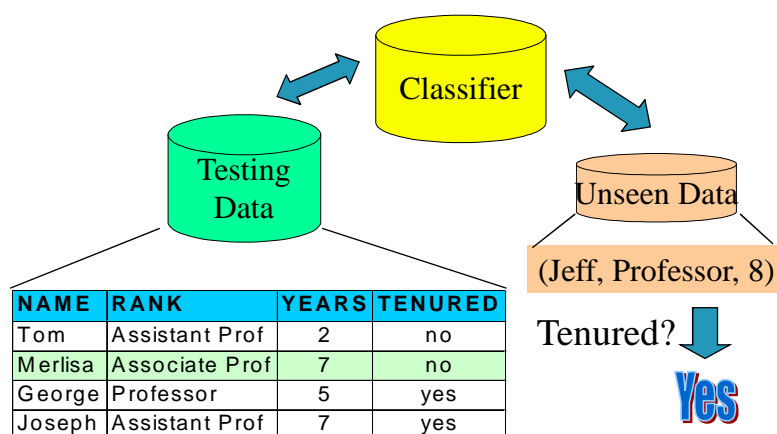 Classifier
Testing
Data
Unseen Data
(Jeff, Professor, 8)
NAME RANK YEARS TENURED
Tom Assistant Prof 2 no
Merlisa Associate Prof 7 no
George Professor 5 yes
Joseph Assistant Prof 7 yes
Tenured?
Yes